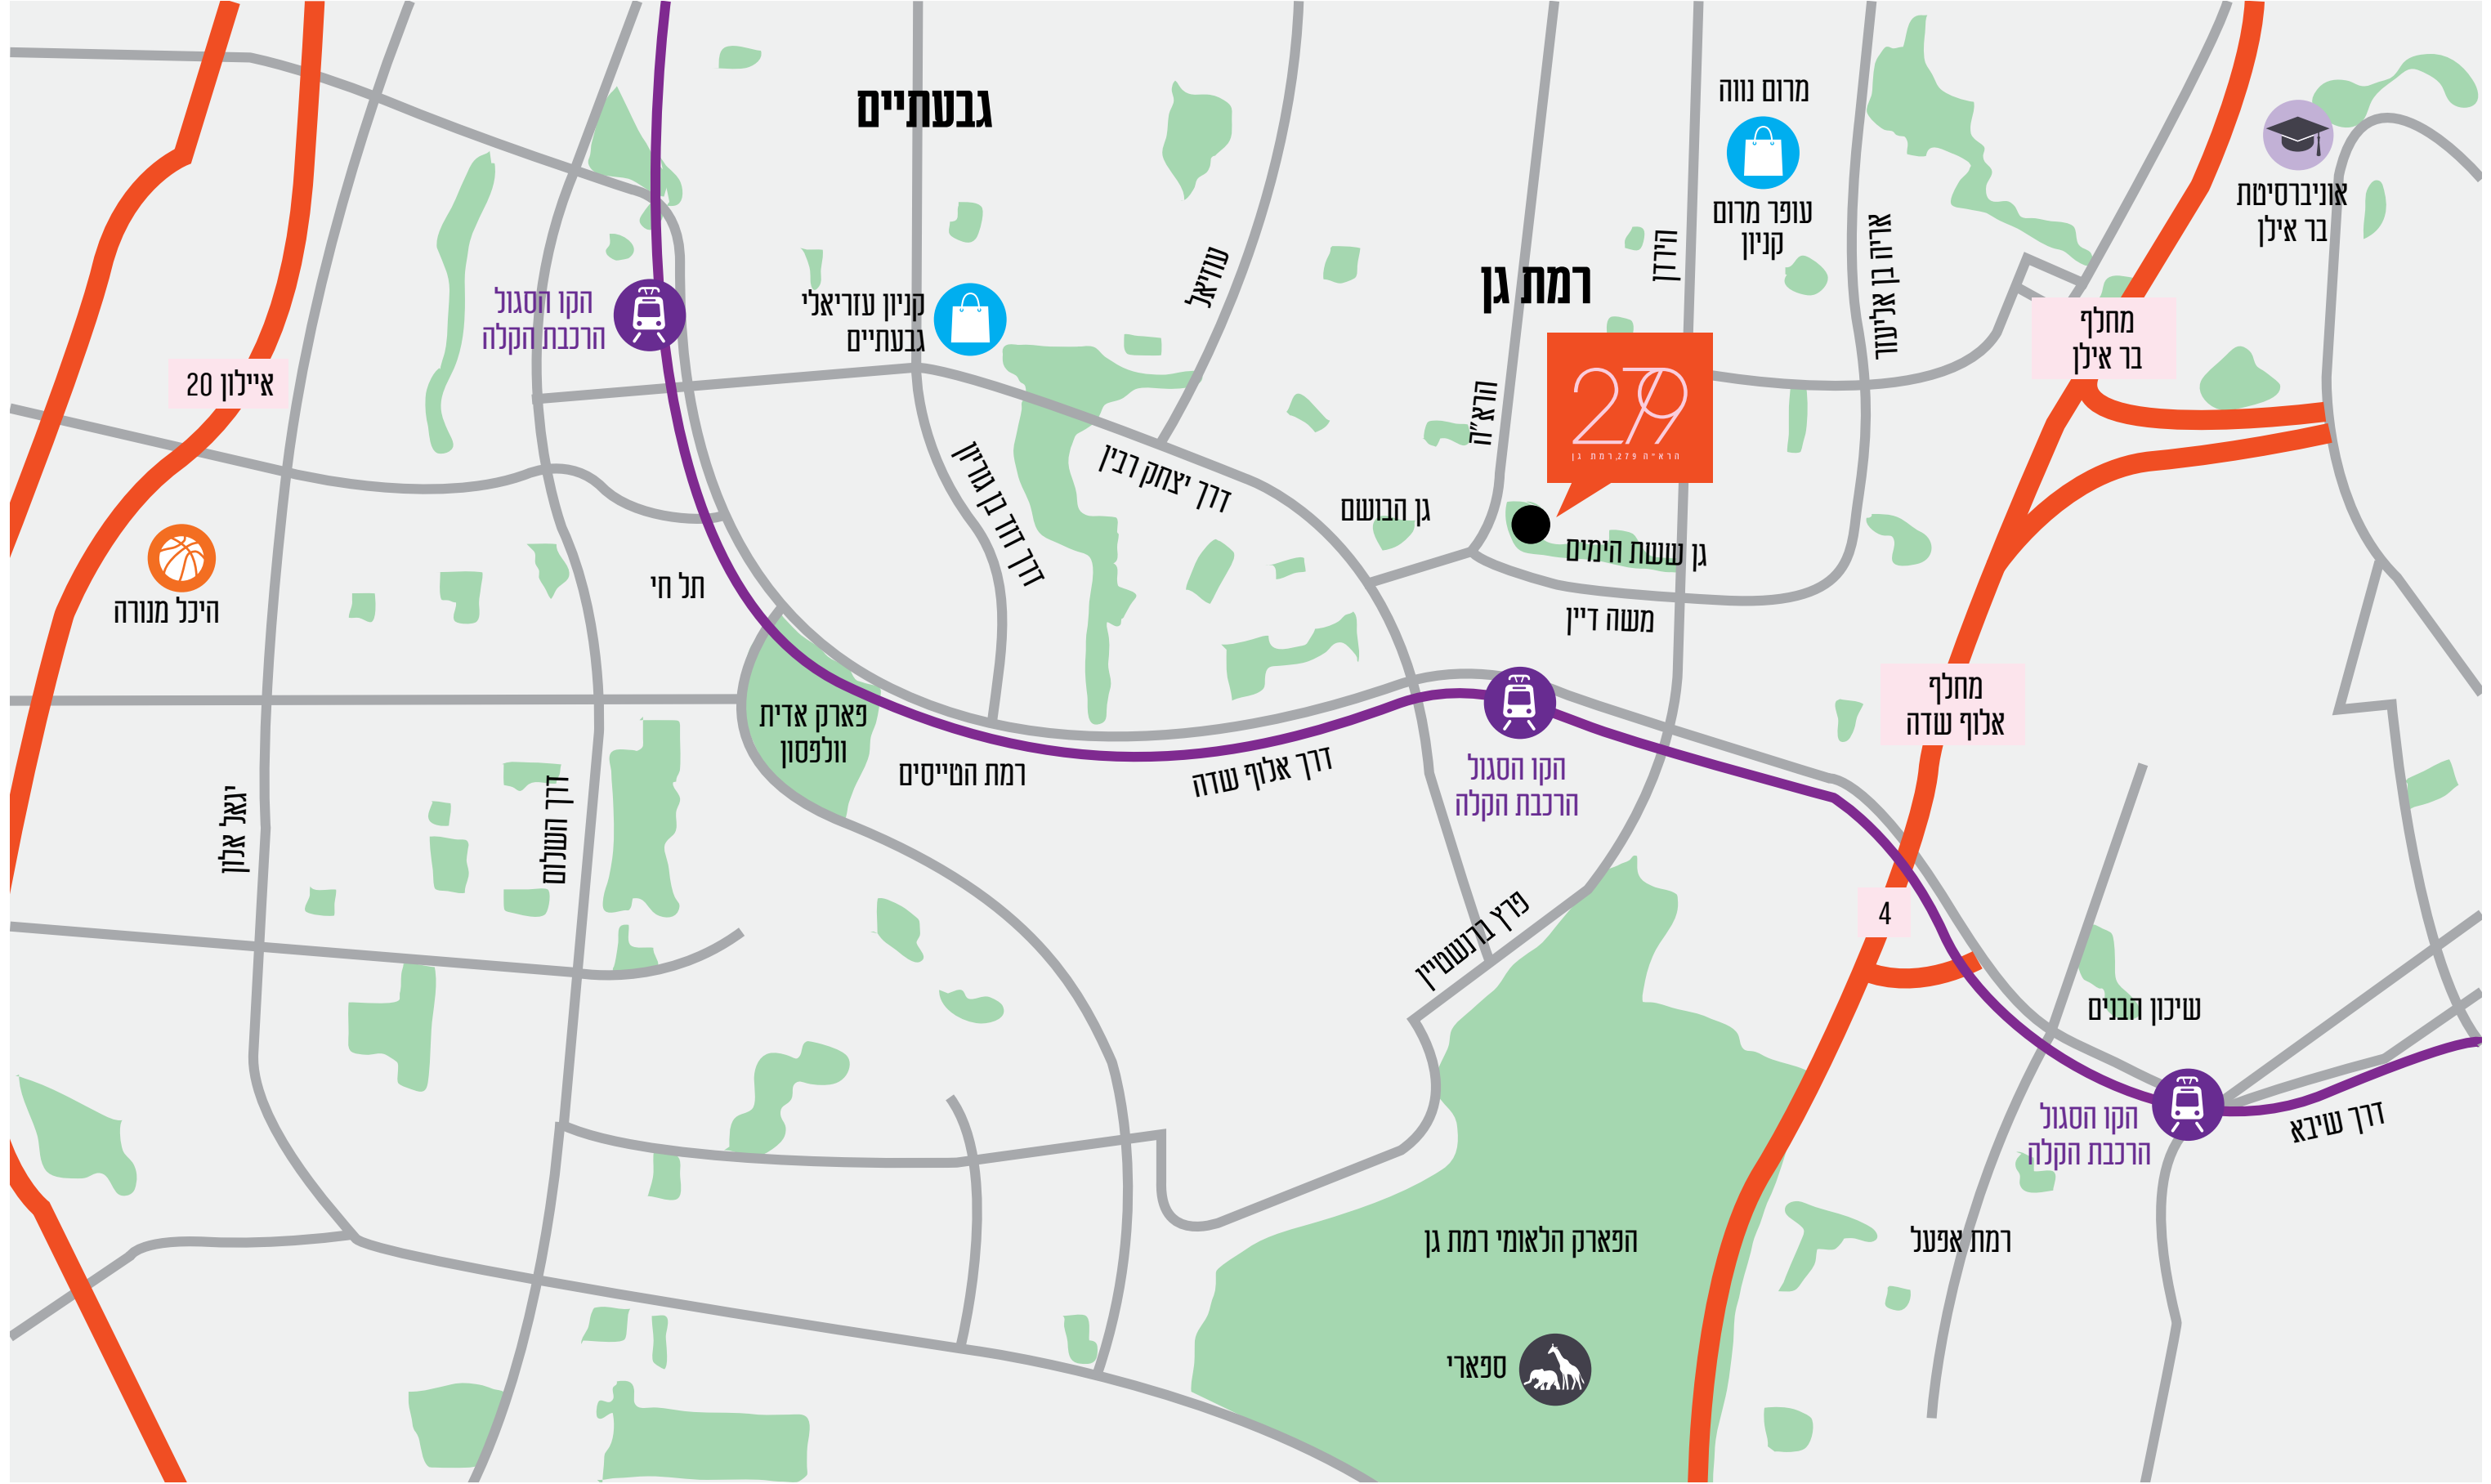 גבעתיים
מרום נווה
עופר מרום
קניון
אוניברסיטת
בר אילן
אריה בן אליעזר
הירדן
עוזיאל
רמת גן
הקו הסגול
הרכבת הקלה
קניון עזריאלי
גבעתיים
מחלף
בר אילן
איילון 20
הרא״ה
279
הרא״ה 279, רמת גן
דרך יצחק רבין
דרך דוד בן גוריון
גן הבושם
גן ששת הימים
תל חי
היכל מנורה
משה דיין
מחלף
אלוף שדה
פארק אדית
וולפסון
רמת הטייסים
דרך אלוף שדה
הקו הסגול
הרכבת הקלה
יגאל אלון
דרך השלום
פרץ ברנשטיין
4
שיכון הבנים
הקו הסגול
הרכבת הקלה
דרך שיבא
הפארק הלאומי רמת גן
רמת אפעל
ספארי